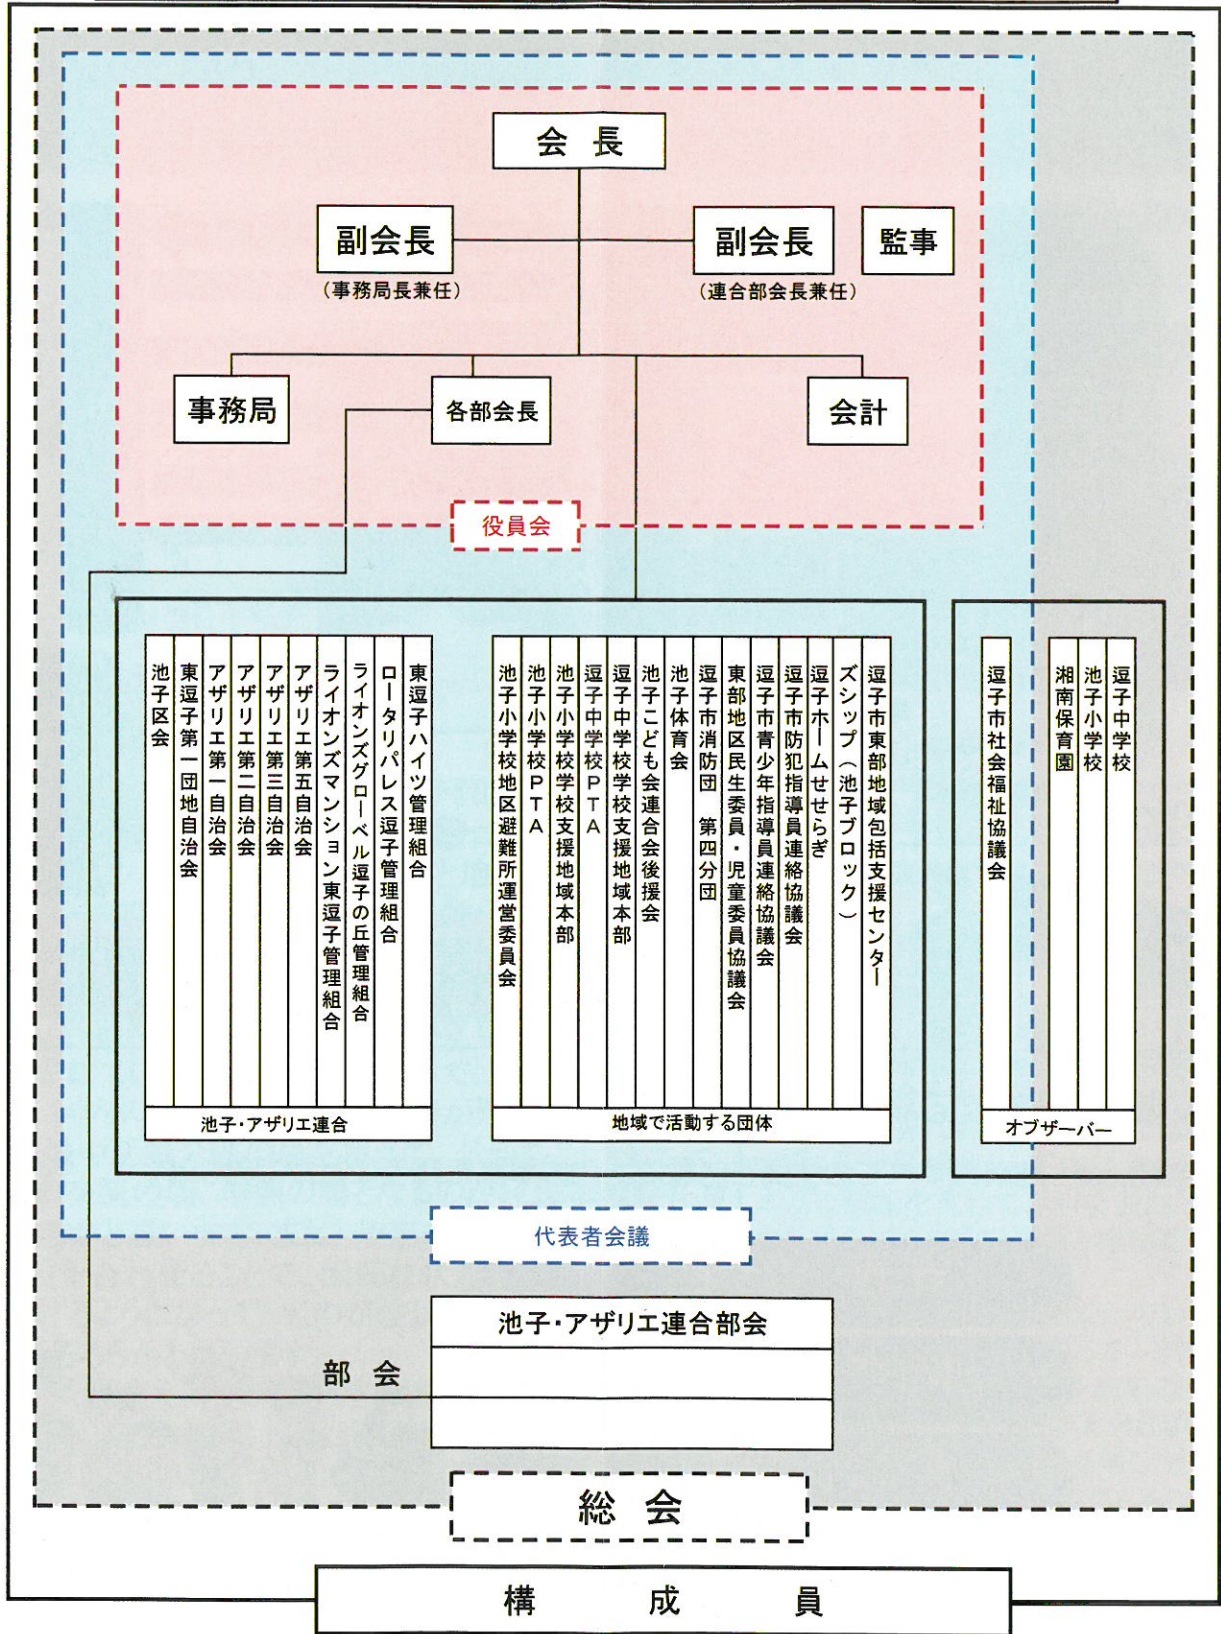 会長
副会長
(事務局長兼任)
副会長
(連合部会長兼任)
監事
事務局
各部会長
会計
役員会
池子区会
東逗子第一団地自治会
アザリエ第一自治会
アザリエ第二自治会
アザリエ第三自治会
アザリエ第五自治会
ライオンズマンション東逗子管理組合
ライオンズグローベル逗子の丘管理組合
ロータリパレス逗子管理組合
東逗子ハイツ管理組合
池子・アザリエ連合
池子小学校地区避難所運営委員会
池子小学校PTA
池子小学校学校支援地域本部
逗子中学校PTA
逗子中学校学校支援地域本部
池子こども会連合会後援会
池子体育会
逗子市消防団 第四分団
東部地区民生委員・児童委員協議会
逗子市青少年指導員連絡協議会
逗子市防犯指導員連絡協議会
逗子ホームせせらぎ
ズシップ(池子ブロック)
逗子市東部地域包括支援センター
地域で活動する団体
逗子市社会福祉協議会
湘南保育園
池子小学校
逗子中学校
オブザーバー
代表者会議
池子・アザリエ連合部会
部会
総会
構成員